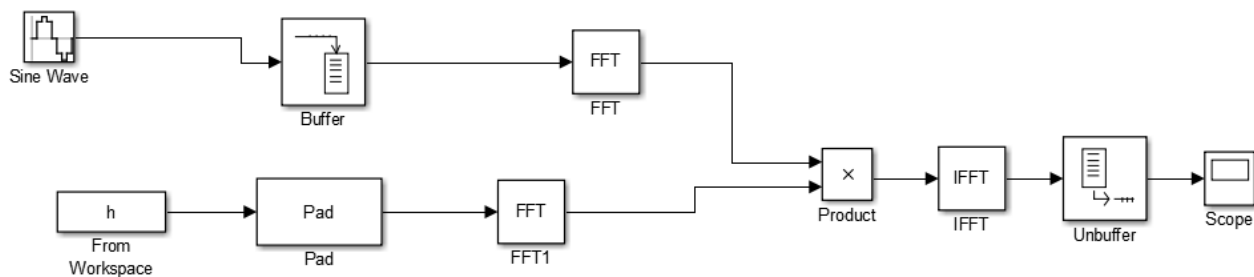 Sine Wave
Buffer
FFT
FFT
h
From
Workspace
Pad
Pad
FFT
FFT1
×
Product
IFFT
IFFT
Unbuffer
Scope